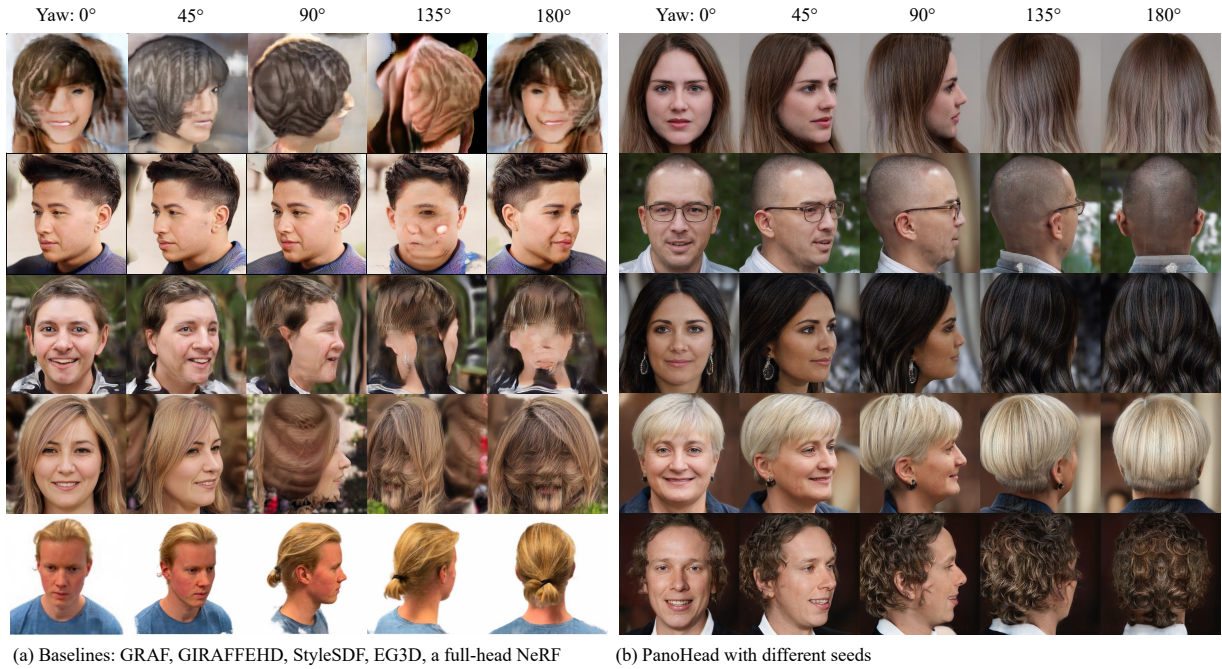 Yaw: 0° 45° 90° 135° 180°
Yaw: 0° 45° 90° 135° 180°
(a) Baselines: GRAF, GIRAFFEHD, StyleSDF, EG3D, a full-head NeRF
(b) PanoHead with different seeds